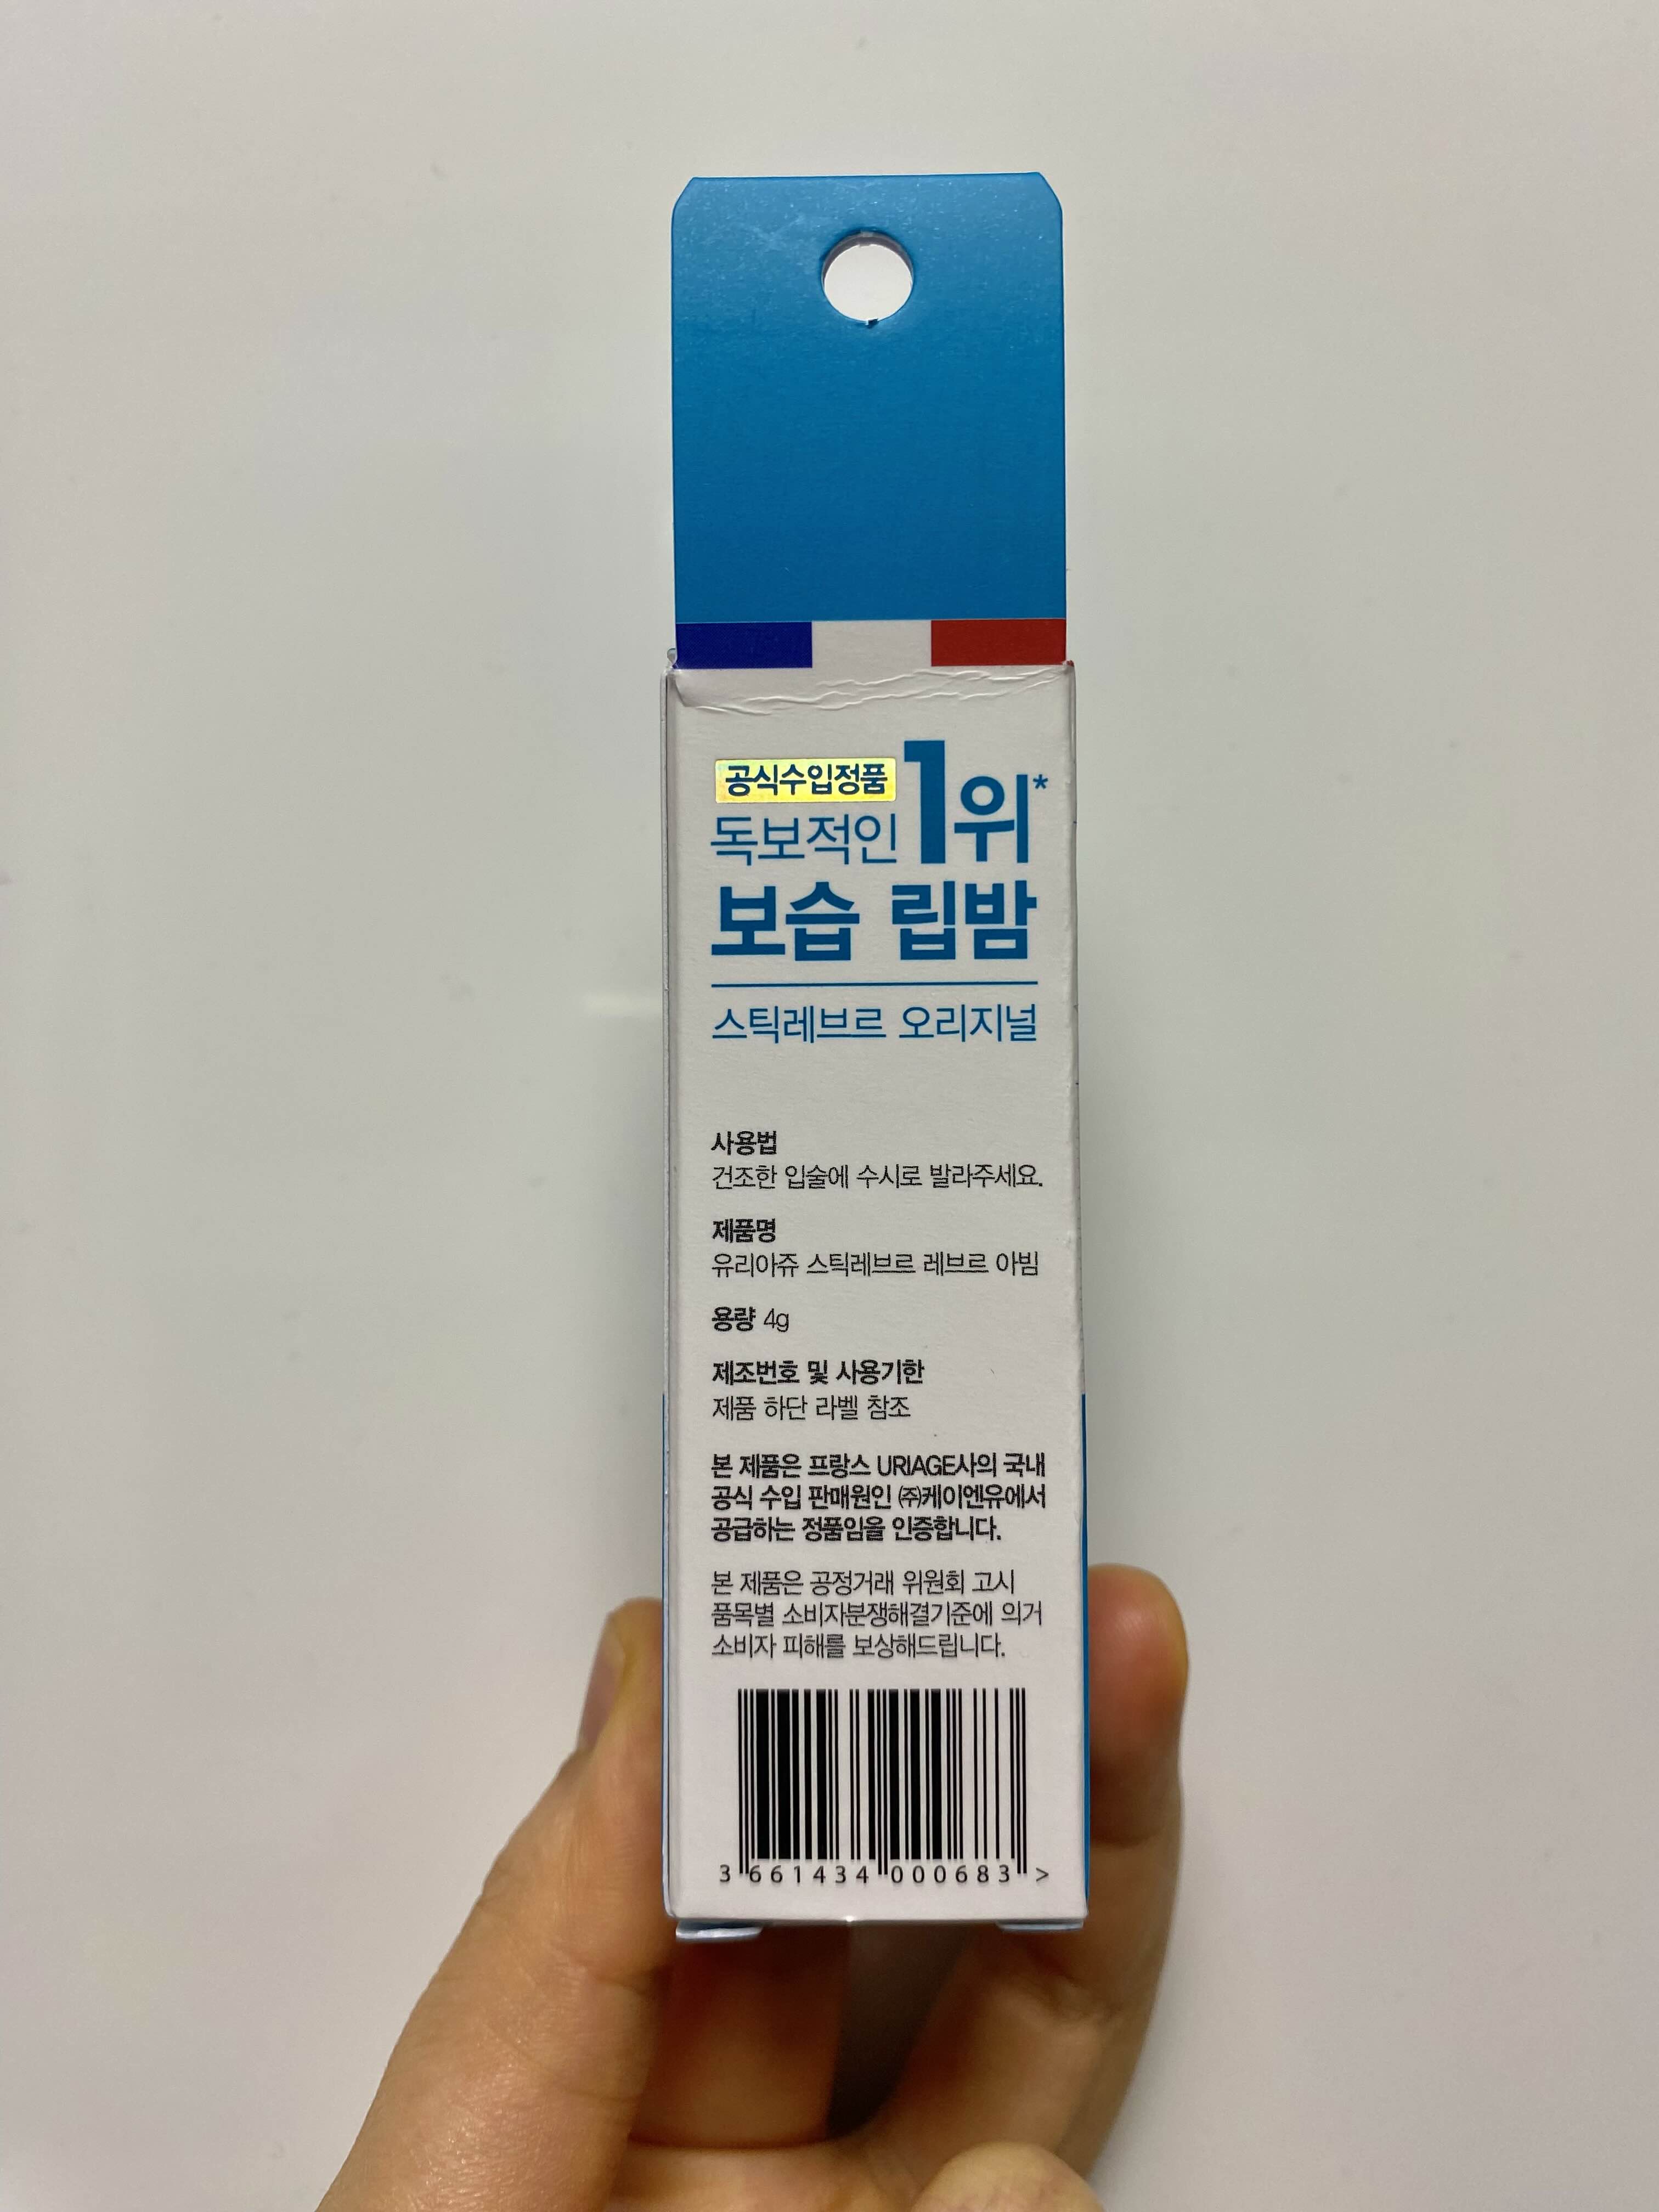 공식수입정품
독보적인 1위*
보습 립밤
스틱레브르 오리지널
사용법
건조한 입술에 수시로 발라주세요.
제품명
유리아쥬 스틱레브르 레브르 아빔
용량 4g
제조번호 및 사용기한
제품 하단 라벨 참조
본 제품은 프랑스 URIAGE사의 국내
공식 수입 판매원인 ㈜케이엔유에서
공급하는 정품임을 인증합니다.
본 제품은 공정거래 위원회 고시
품목별 소비자분쟁해결기준에 의거
소비자 피해를 보상해드립니다.
3 661434 000683 >